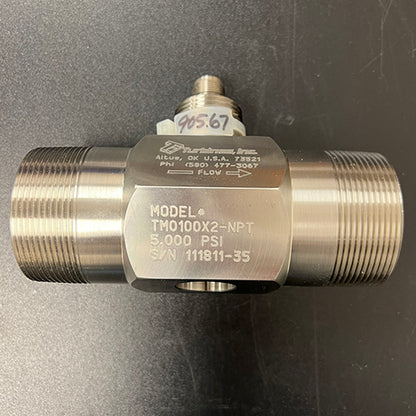 905.67
Turbines, Inc.
Altus, OK U.S.A. 73521
Ph: (580) 477-3067
FLOW
MODEL®
TM0100X2-NPT
5,000 PSI
S/N 111811-35